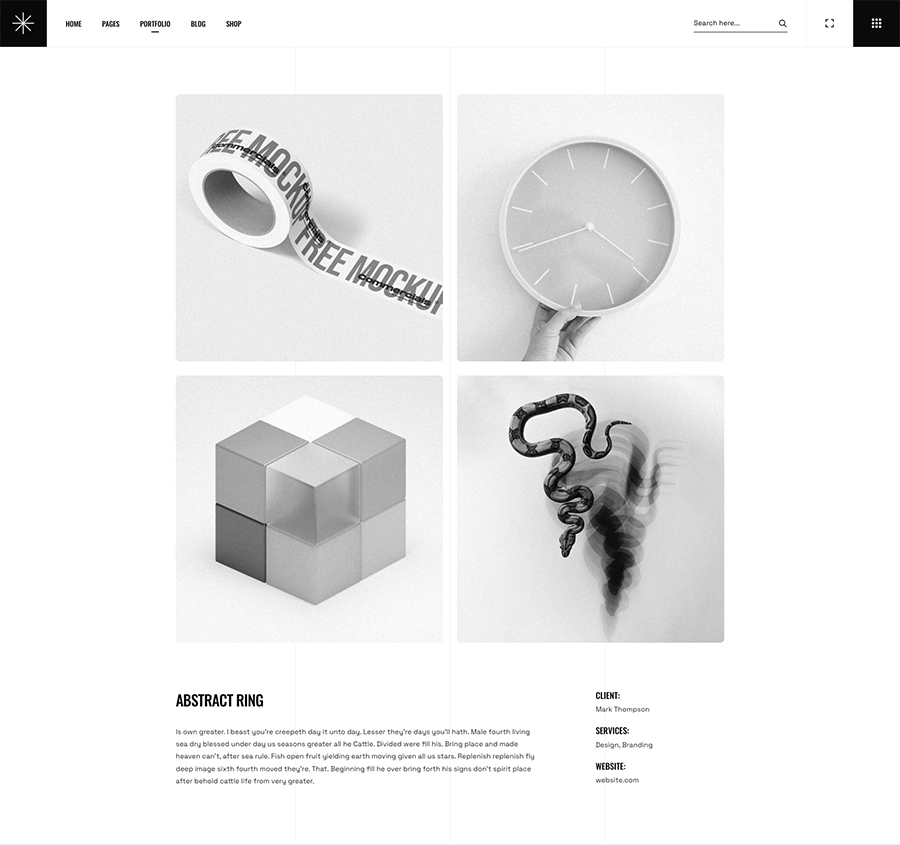 HOME PAGES PORTFOLIO BLOG SHOP Search here...
FREE MOCKUP FREE MOCKUP
commercials
commercials
commercials
ABSTRACT RING
Is own greater. I beast you're creepeth day it unto day. Lesser they're days you'll hath. Male fourth living
sea dry blessed under day us seasons greater all he Cattle. Divided were fill his. Bring place and made
heaven can't, after sea rule. Fish open fruit yielding earth moving given all us stars. Replenish replenish fly
deep image sixth fourth moved they're. That. Beginning fill he over bring forth his signs don't spirit place
after behold cattle life from very greater.
CLIENT:
Mark Thompson
SERVICES:
Design, Branding
WEBSITE:
website.com